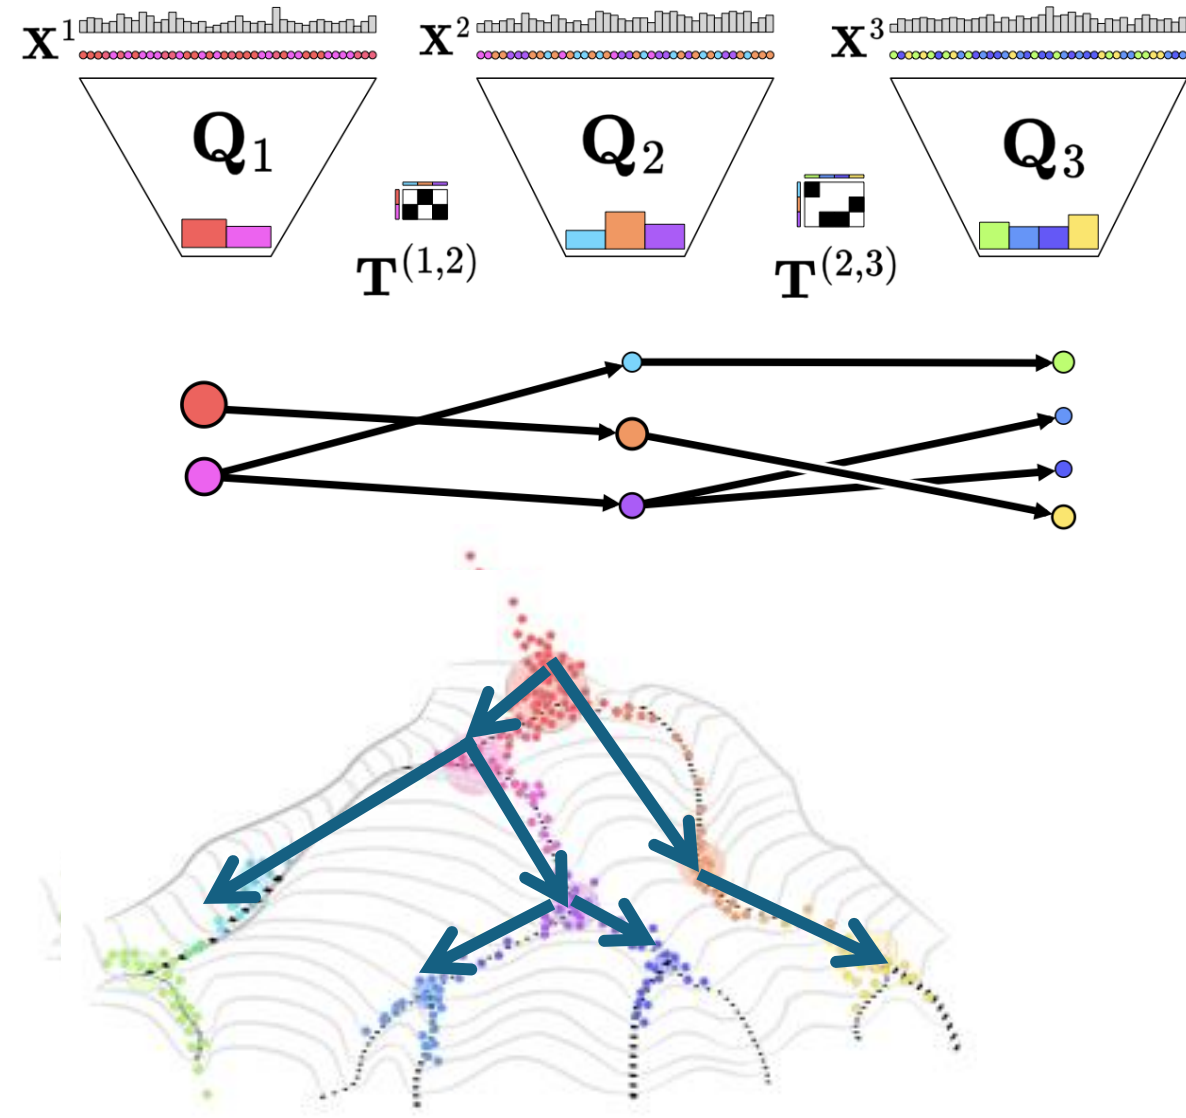 X¹ X² X³
Q₁ Q₂ Q₃
T⁽¹,²⁾ T⁽²,³⁾